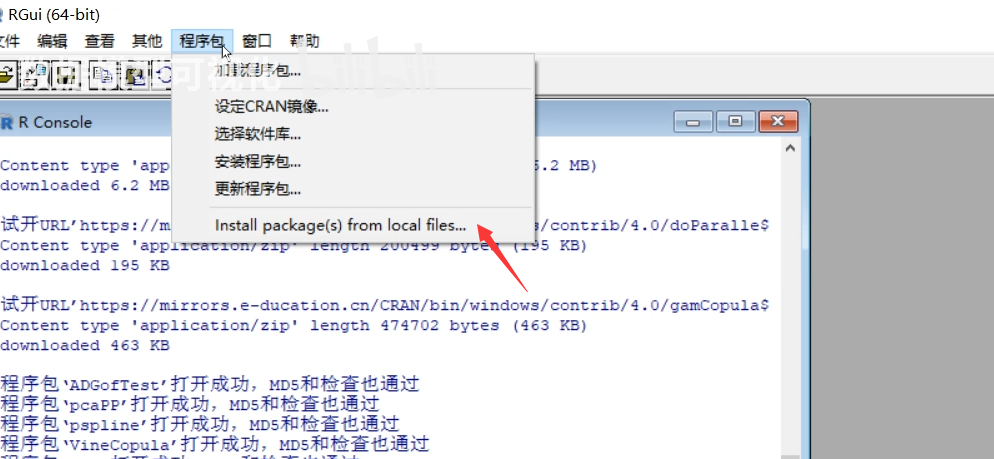 RGui (64-bit)
文件 编辑 查看 其他 程序包 窗口 帮助
加载程序包...
设定CRAN镜像...
选择软件库...
安装程序包...
更新程序包...
Install package(s) from local files...
R Console
Content type 'app 5.2 MB)
downloaded 6.2 MB
试开URL’https://m s/contrib/4.0/doParalle$
Content type 'application/zip' length 200499 bytes (195 KB)
downloaded 195 KB
试开URL’https://mirrors.e-ducation.cn/CRAN/bin/windows/contrib/4.0/gamCopula$
Content type 'application/zip' length 474702 bytes (463 KB)
downloaded 463 KB
程序包‘ADGofTest’打开成功，MD5和检查也通过
程序包‘pcaPP’打开成功，MD5和检查也通过
程序包‘pspline’打开成功，MD5和检查也通过
程序包‘VineCopula’打开成功，MD5和检查也通过